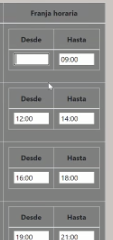 Franja horaria
Desde Hasta
09:00
Desde Hasta
12:00 14:00
Desde Hasta
16:00 18:00
Desde Hasta
19:00 21:00